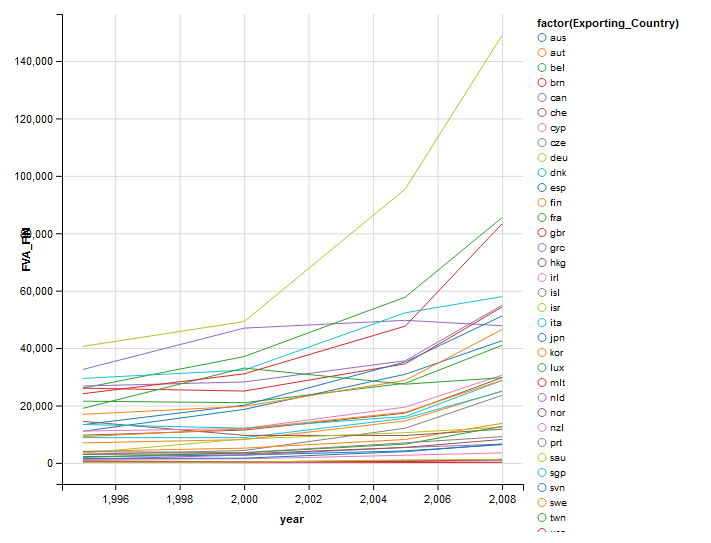 factor(Exporting_Country)
aus
aut
bel
brn
can
che
cyp
cze
deu
dnk
esp
fin
fra
gbr
grc
hkg
irl
isl
isr
ita
jpn
kor
lux
mlt
nld
nor
nzl
prt
sau
sgp
svn
swe
twn
140,000
120,000
100,000
80,000
60,000
40,000
20,000
0
FVA_FIN
1,996
1,998
2,000
2,002
2,004
2,006
2,008
year